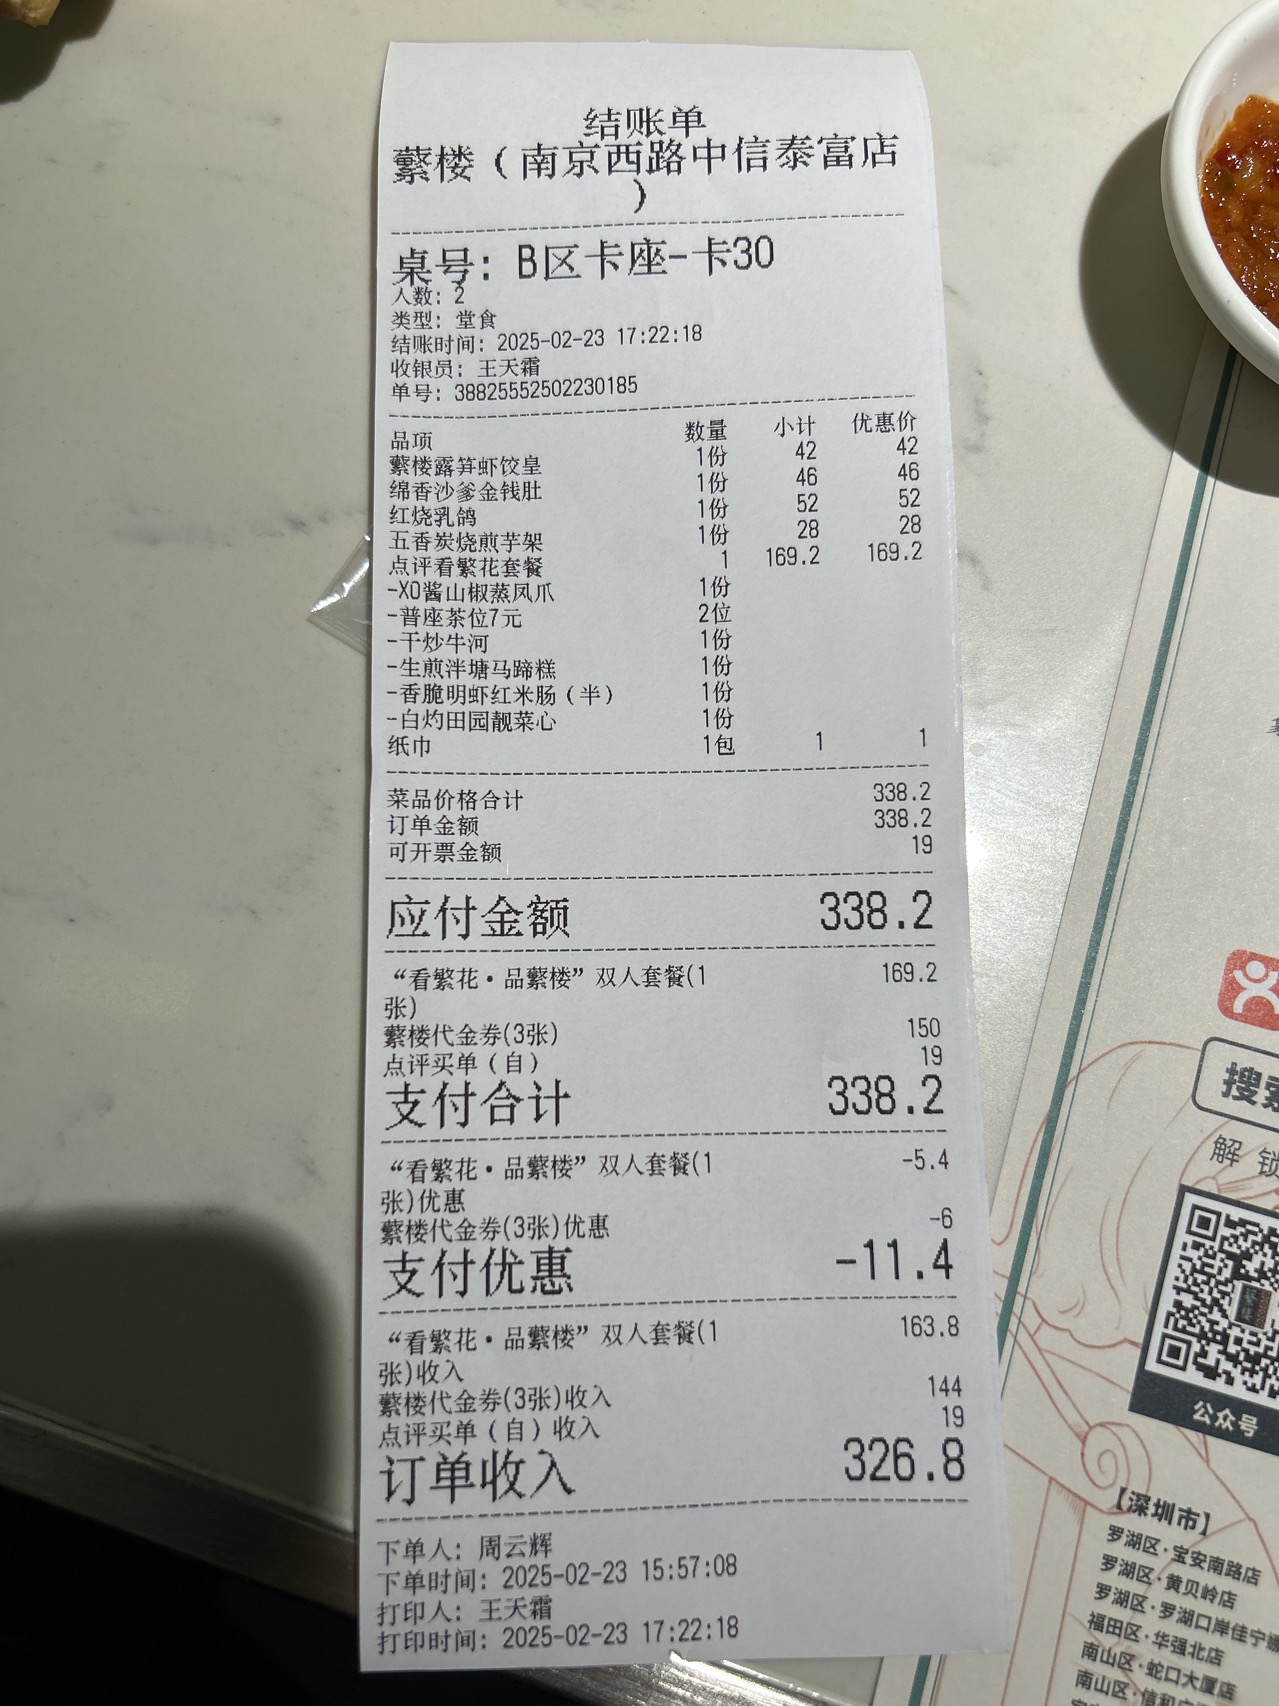 结账单
蘩楼（南京西路中信泰富店
）
桌号: B区卡座-卡30
人数: 2
类型: 堂食
结账时间: 2025-02-23 17:22:18
收银员: 王天霜
单号: 38825552502230185
品项 数量 小计 优惠价
蘩楼露笋虾饺皇 1份 42 42
绵香沙爹金钱肚 1份 46 46
红烧乳鸽 1份 52 52
五香炭烧煎芋架 1份 28 28
点评看繁花套餐 1 169.2 169.2
-XO酱山椒蒸凤爪 1份
-普座茶位7元 2位
-干炒牛河 1份
-生煎泮塘马蹄糕 1份
-香脆明虾红米肠（半） 1份
-白灼田园靓菜心 1份
纸巾 1包 1 1
菜品价格合计 338.2
订单金额 338.2
可开票金额 19
应付金额 338.2
“看繁花·品蘩楼”双人套餐(1 169.2
张)
蘩楼代金券(3张) 150
点评买单（自） 19
支付合计 338.2
“看繁花·品蘩楼”双人套餐(1 -5.4
张)优惠
蘩楼代金券(3张)优惠 -6
支付优惠 -11.4
“看繁花·品蘩楼”双人套餐(1 163.8
张)收入
蘩楼代金券(3张)收入 144
点评买单（自）收入 19
订单收入 326.8
下单人: 周云辉
下单时间: 2025-02-23 15:57:08
打印人: 王天霜
打印时间: 2025-02-23 17:22:18
搜索
解锁
公众号
【深圳市】
罗湖区·宝安南路店
罗湖区·黄贝岭店
罗湖区·罗湖口岸佳宁娜
福田区·华强北店
南山区·蛇口大厦店
南山区·信和